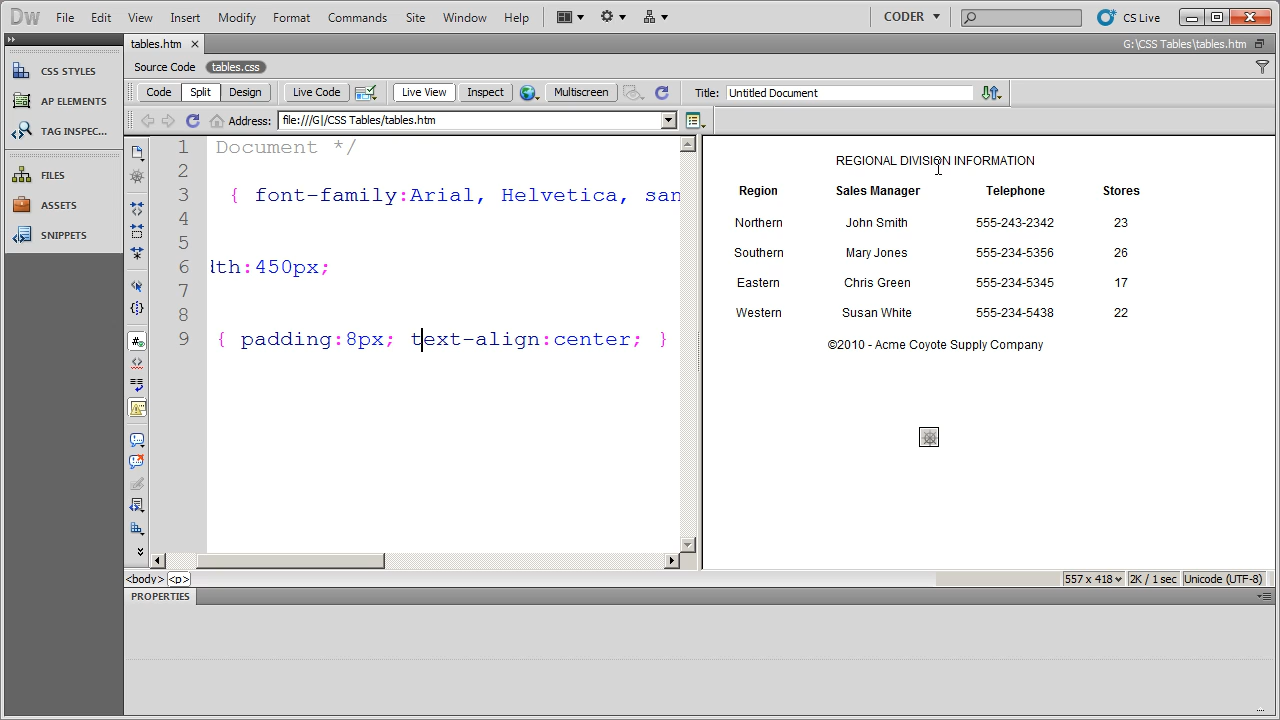 Dw File Edit View Insert Modify Format Commands Site Window Help CODER CS Live
tables.htm G:\CSS Tables\tables.htm
Source Code tables.css
Code Split Design Live Code Live View Inspect Multiscreen Title: Untitled Document
Address: file:///G|/CSS Tables/tables.htm
CSS STYLES
AP ELEMENTS
TAG INSPEC...
FILES
ASSETS
SNIPPETS
1 Document */
2
3 { font-family:Arial, Helvetica, san
4
5
6 dth:450px;
7
8
9 { padding:8px; text-align:center; }
REGIONAL DIVISION INFORMATION
Region Sales Manager Telephone Stores
Northern John Smith 555-243-2342 23
Southern Mary Jones 555-234-5356 26
Eastern Chris Green 555-234-5345 17
Western Susan White 555-234-5438 22
©2010 - Acme Coyote Supply Company
<body> <p> 557 x 418 2K / 1 sec Unicode (UTF-8)
PROPERTIES